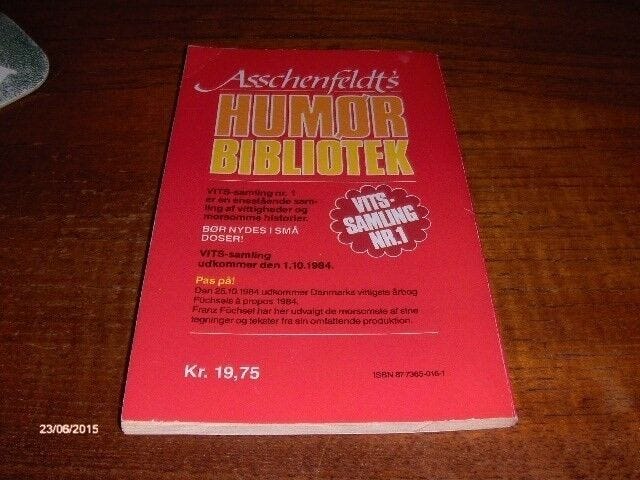 Asschenfeldt's
HUMØR
BIBLIOTEK
VITS-samling nr. 1
er en enestående sam-
ling af vittigheder og
morsomme historier.
BØR NYDES I SMÅ
DOSER!
VITS-samling
udkommer den 1.10.1984.
VITS-
SAMLING
NR.1
Pas på!
Den 25.10.1984 udkommer Danmarks vittigste årbog
Füchsels à propos 1984.
Franz Füchsel har her udvalgt de morsomste af sine
tegninger og tekster fra sin omfattende produktion.
Kr. 19,75
ISBN 87-7365-016-1
23/06/2015